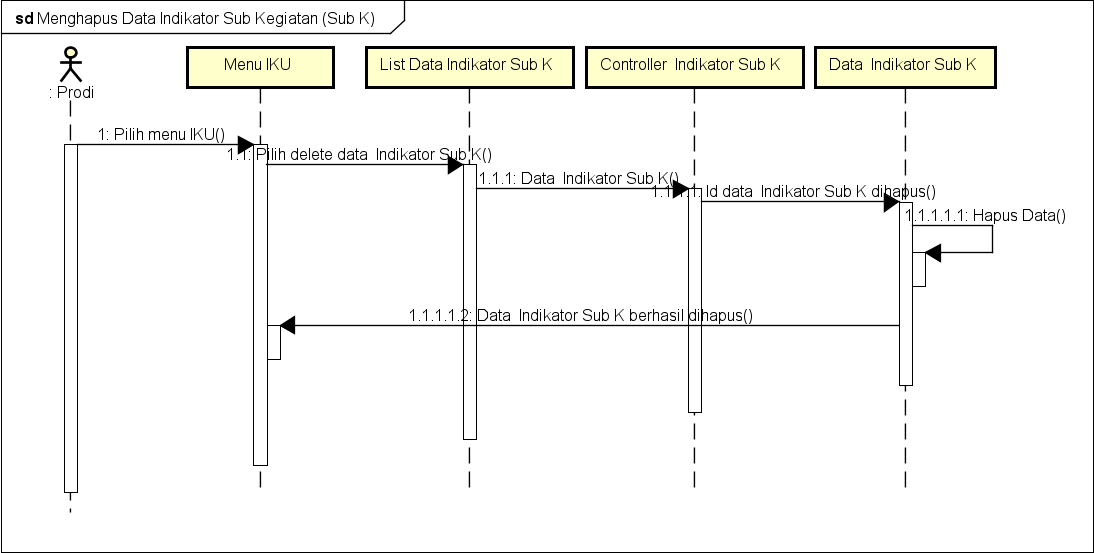 sd Menghapus Data Indikator Sub Kegiatan (Sub K)
: Prodi
Menu IKU
List Data Indikator Sub K
Controller Indikator Sub K
Data Indikator Sub K
1: Pilih menu IKU()
1.1: Pilih delete data Indikator Sub K()
1.1.1: Data Indikator Sub K()
1.1.1.1: Id data Indikator Sub K dihapus()
1.1.1.1.1: Hapus Data()
1.1.1.1.2: Data Indikator Sub K berhasil dihapus()